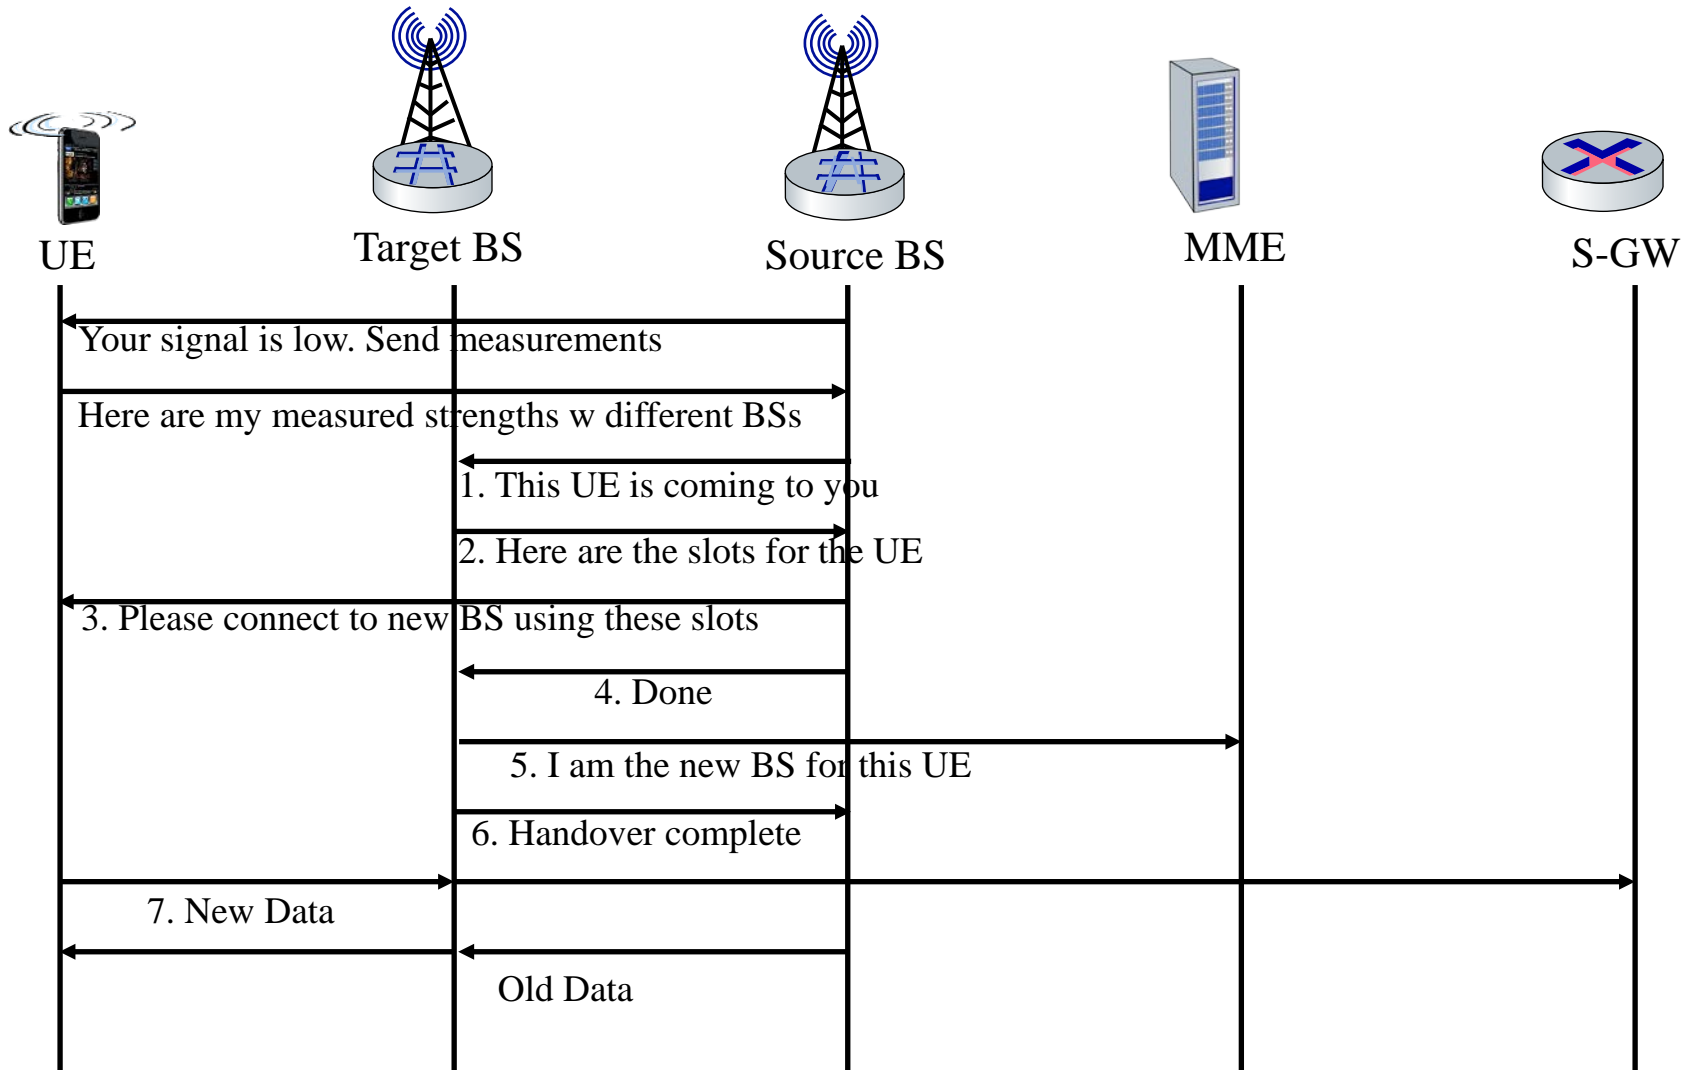 UE
Target BS
Source BS
MME
S-GW
Your signal is low. Send measurements
Here are my measured strengths w different BSs
1. This UE is coming to you
2. Here are the slots for the UE
3. Please connect to new BS using these slots
4. Done
5. I am the new BS for this UE
6. Handover complete
7. New Data
Old Data